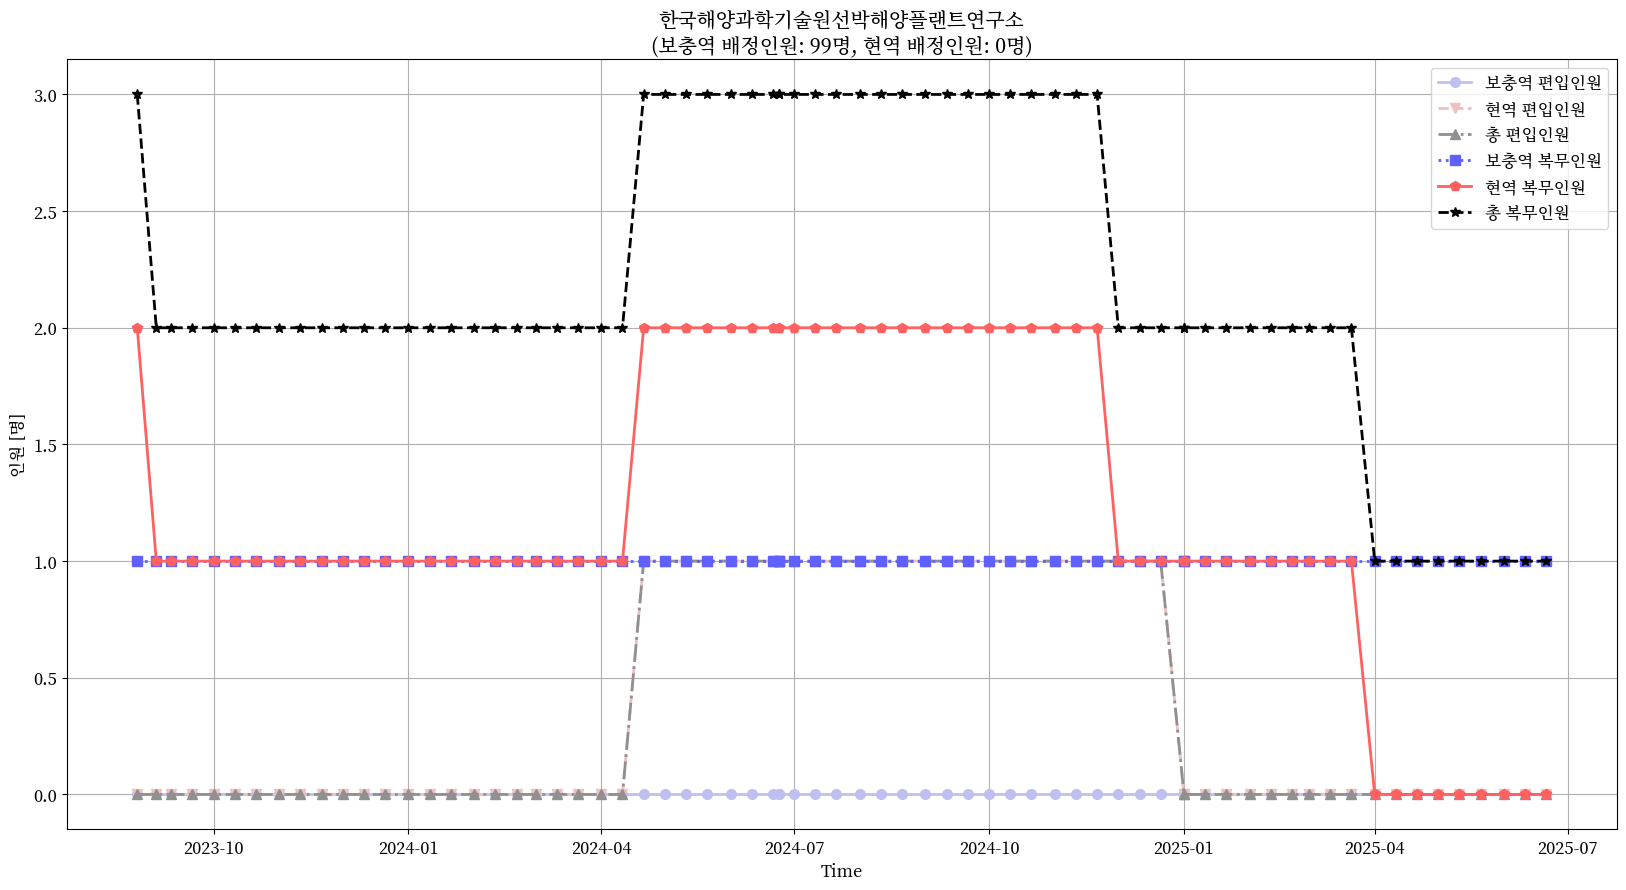 한국해양과학기술원선박해양플랜트연구소
(보충역 배정인원: 99명, 현역 배정인원: 0명)
보충역 편입인원
현역 편입인원
총 편입인원
보충역 복무인원
현역 복무인원
총 복무인원
인원 [명]
3.0
2.5
2.0
1.5
1.0
0.5
0.0
2023-10
2024-01
2024-04
2024-07
2024-10
2025-01
2025-04
2025-07
Time